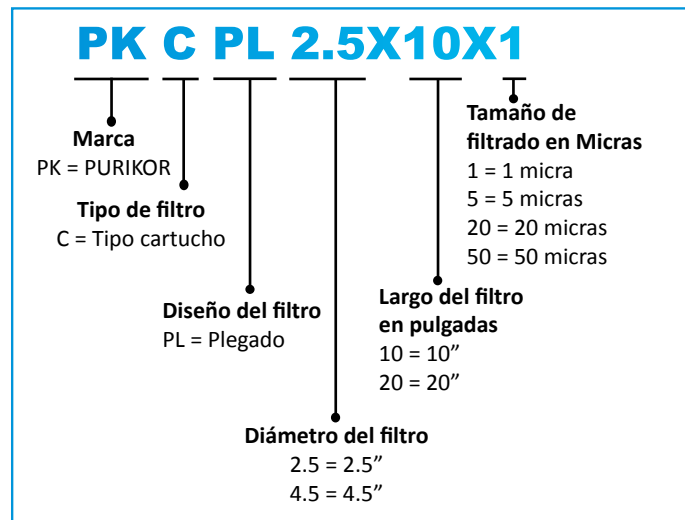 PK C PL 2.5X10X1
Marca
PK = PURIKOR
Tipo de filtro
C = Tipo cartucho
Diseño del filtro
PL = Plegado
Diámetro del filtro
2.5 = 2.5”
4.5 = 4.5”
Largo del filtro
en pulgadas
10 = 10”
20 = 20”
Tamaño de
filtrado en Micras
1 = 1 micra
5 = 5 micras
20 = 20 micras
50 = 50 micras